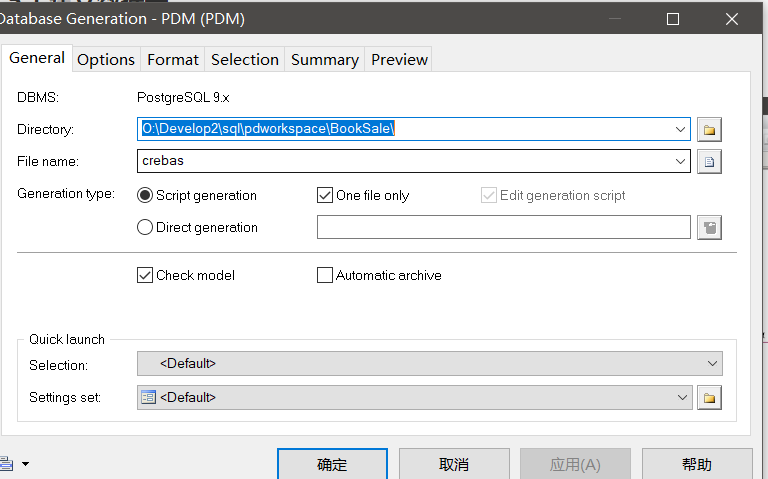 Database Generation - PDM (PDM)
General Options Format Selection Summary Preview
DBMS: PostgreSQL 9.x
Directory: O:\Develop2\sql\pdworkspace\BookSale\
File name: crebas
Generation type: Script generation One file only Edit generation script
Direct generation
Check model Automatic archive
Quick launch
Selection: <Default>
Settings set: <Default>
确定 取消 应用(A) 帮助